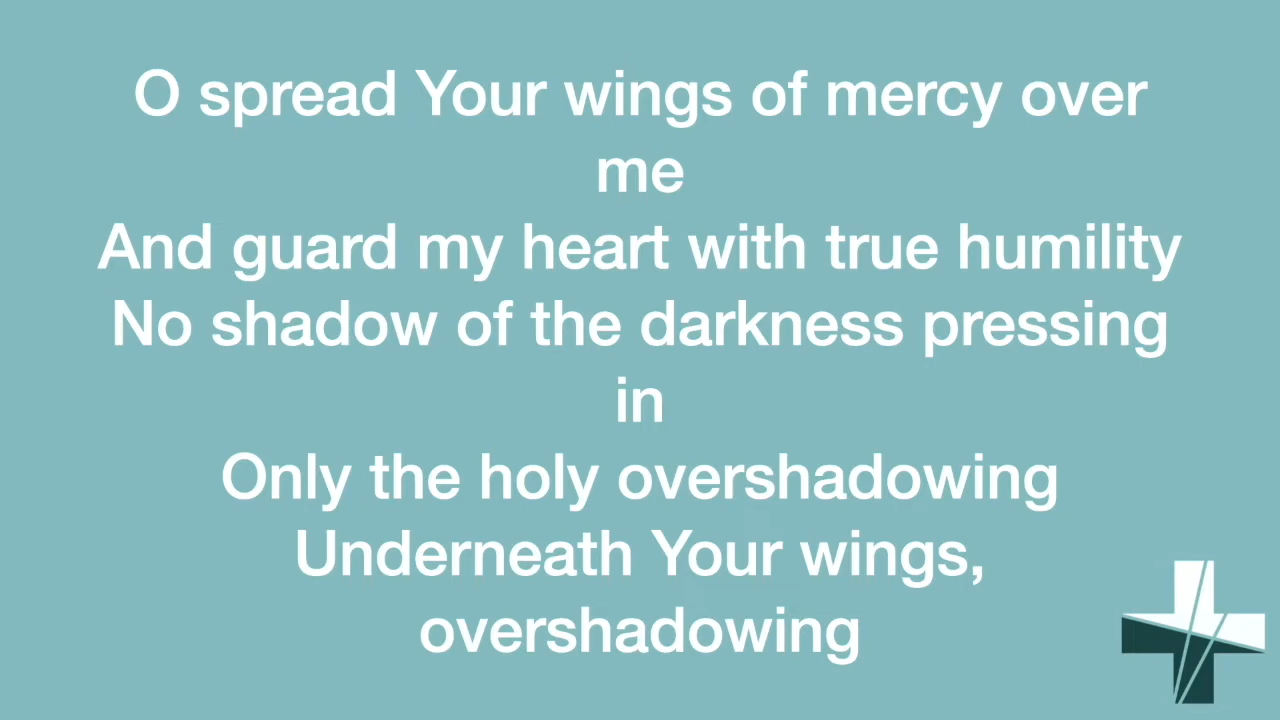 O spread Your wings of mercy over
me
And guard my heart with true humility
No shadow of the darkness pressing
in
Only the holy overshadowing
Underneath Your wings,
overshadowing